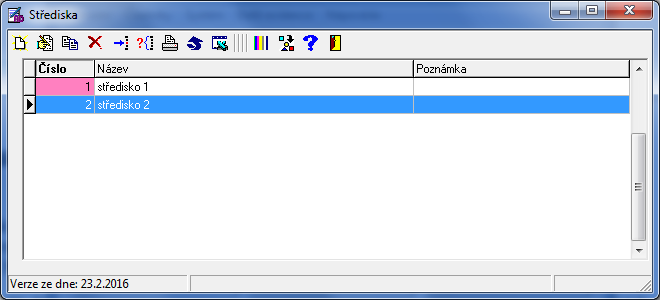 Střediska
Číslo Název Poznámka
1 středisko 1
2 středisko 2
Verze ze dne: 23.2.2016